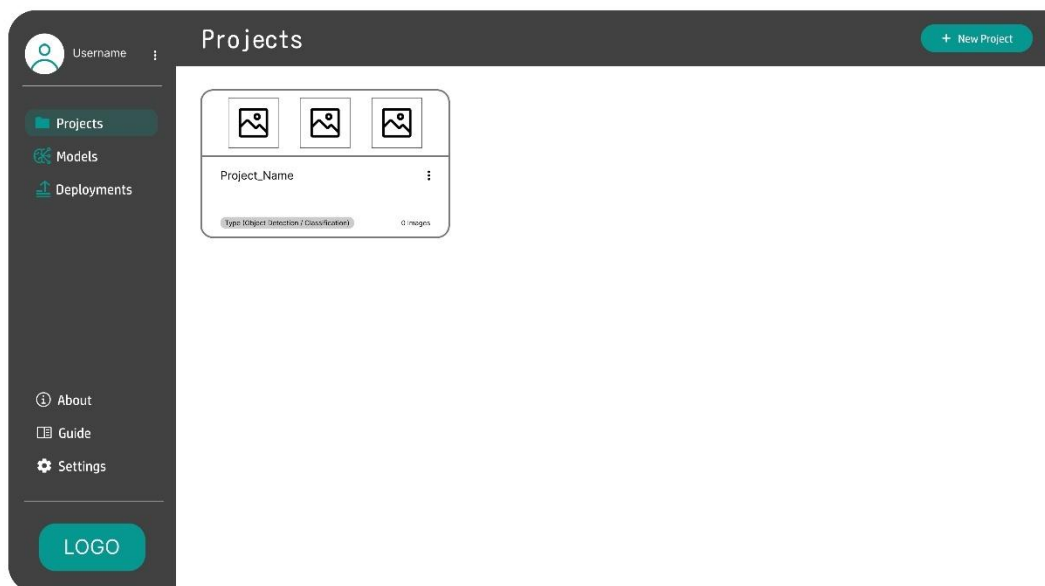 Username
Projects
+ New Project
Projects
Models
Deployments
Project_Name
Type (Object Detection / Classification)
0 Images
About
Guide
Settings
LOGO